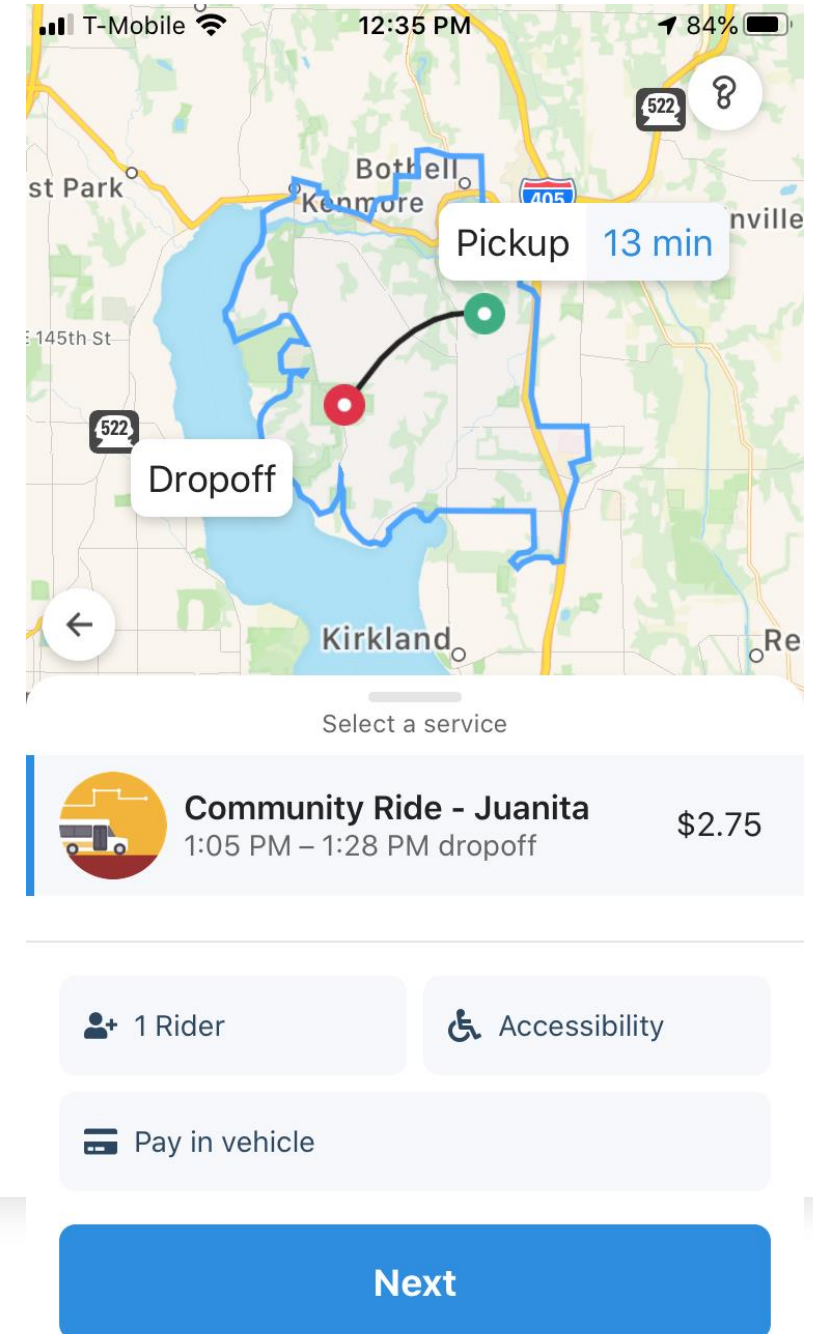 T-Mobile 12:35 PM 84%
522
Bothell
st Park
Kenmore
405
nville
Pickup 13 min
E 145th St
522
Dropoff
Kirkland
Re
Select a service
Community Ride - Juanita
$2.75
1:05 PM – 1:28 PM dropoff
1 Rider
Accessibility
Pay in vehicle
Next